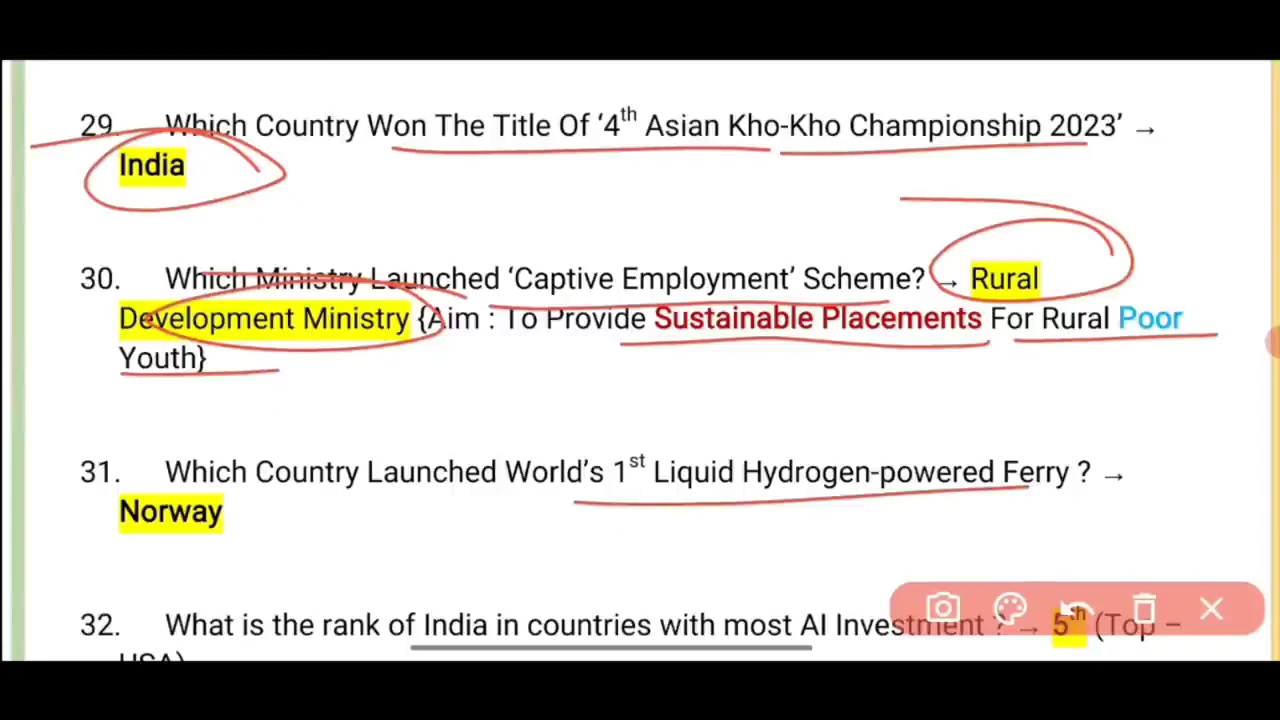 29. Which Country Won The Title Of ‘4th Asian Kho-Kho Championship 2023’ →
India
30. Which Ministry Launched ‘Captive Employment’ Scheme? → Rural
Development Ministry {Aim : To Provide Sustainable Placements For Rural Poor
Youth}
31. Which Country Launched World’s 1st Liquid Hydrogen-powered Ferry ? →
Norway
32. What is the rank of India in countries with most AI Investment ? → 5th (Top –
USA)